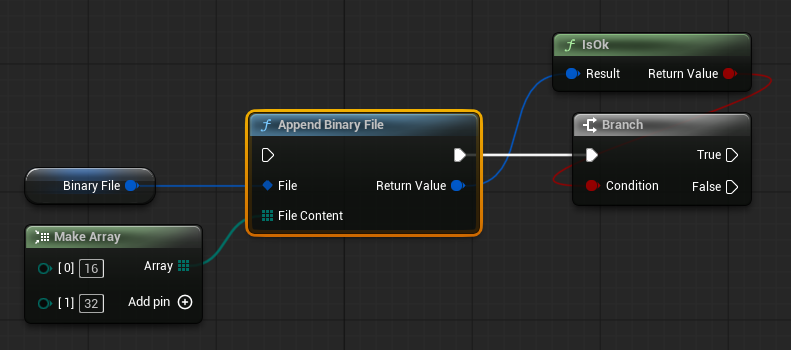 IsOk
Result Return Value
Append Binary File
Branch
True
Binary File
File Return Value
Condition False
File Content
Make Array
[0] 16 Array
[1] 32 Add pin